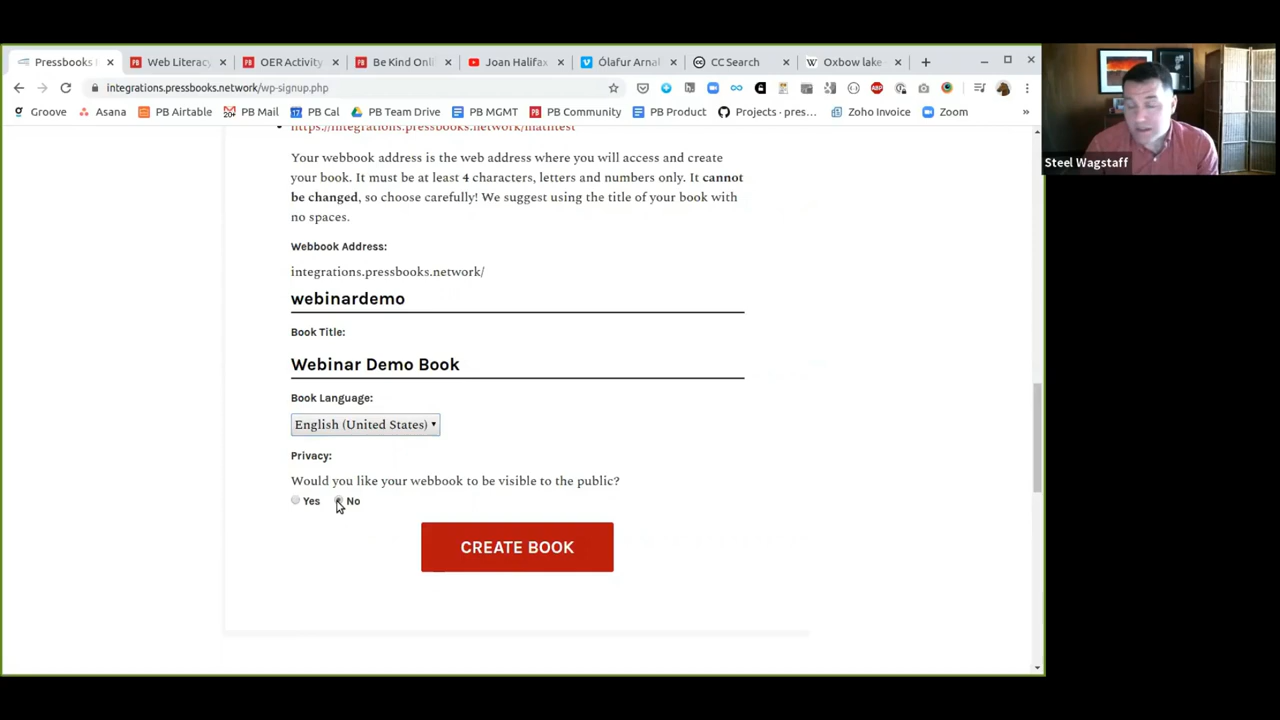 Pressbooks
Web Literacy
OER Activity
Be Kind Onli
Joan Halifax
Ólafur Arnal
CC Search
Oxbow lake
integrations.pressbooks.network/wp-signup.php
Groove
Asana
PB Airtable
PB Mail
PB Cal
PB Team Drive
PB MGMT
PB Community
PB Product
Projects · pres…
Zoho Invoice
Zoom
Steel Wagstaff
https://integrations.pressbooks.network/mathtest
Your webbook address is the web address where you will access and create
your book. It must be at least 4 characters, letters and numbers only. It cannot
be changed, so choose carefully! We suggest using the title of your book with
no spaces.
Webbook Address:
integrations.pressbooks.network/
webinardemo
Book Title:
Webinar Demo Book
Book Language:
English (United States)
Privacy:
Would you like your webbook to be visible to the public?
Yes No
CREATE BOOK